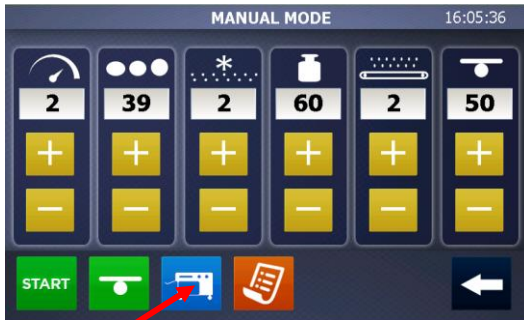 MANUAL MODE 16:05:36
2 39 2 60 2 50
+ + + + + +
− − − − − −
START